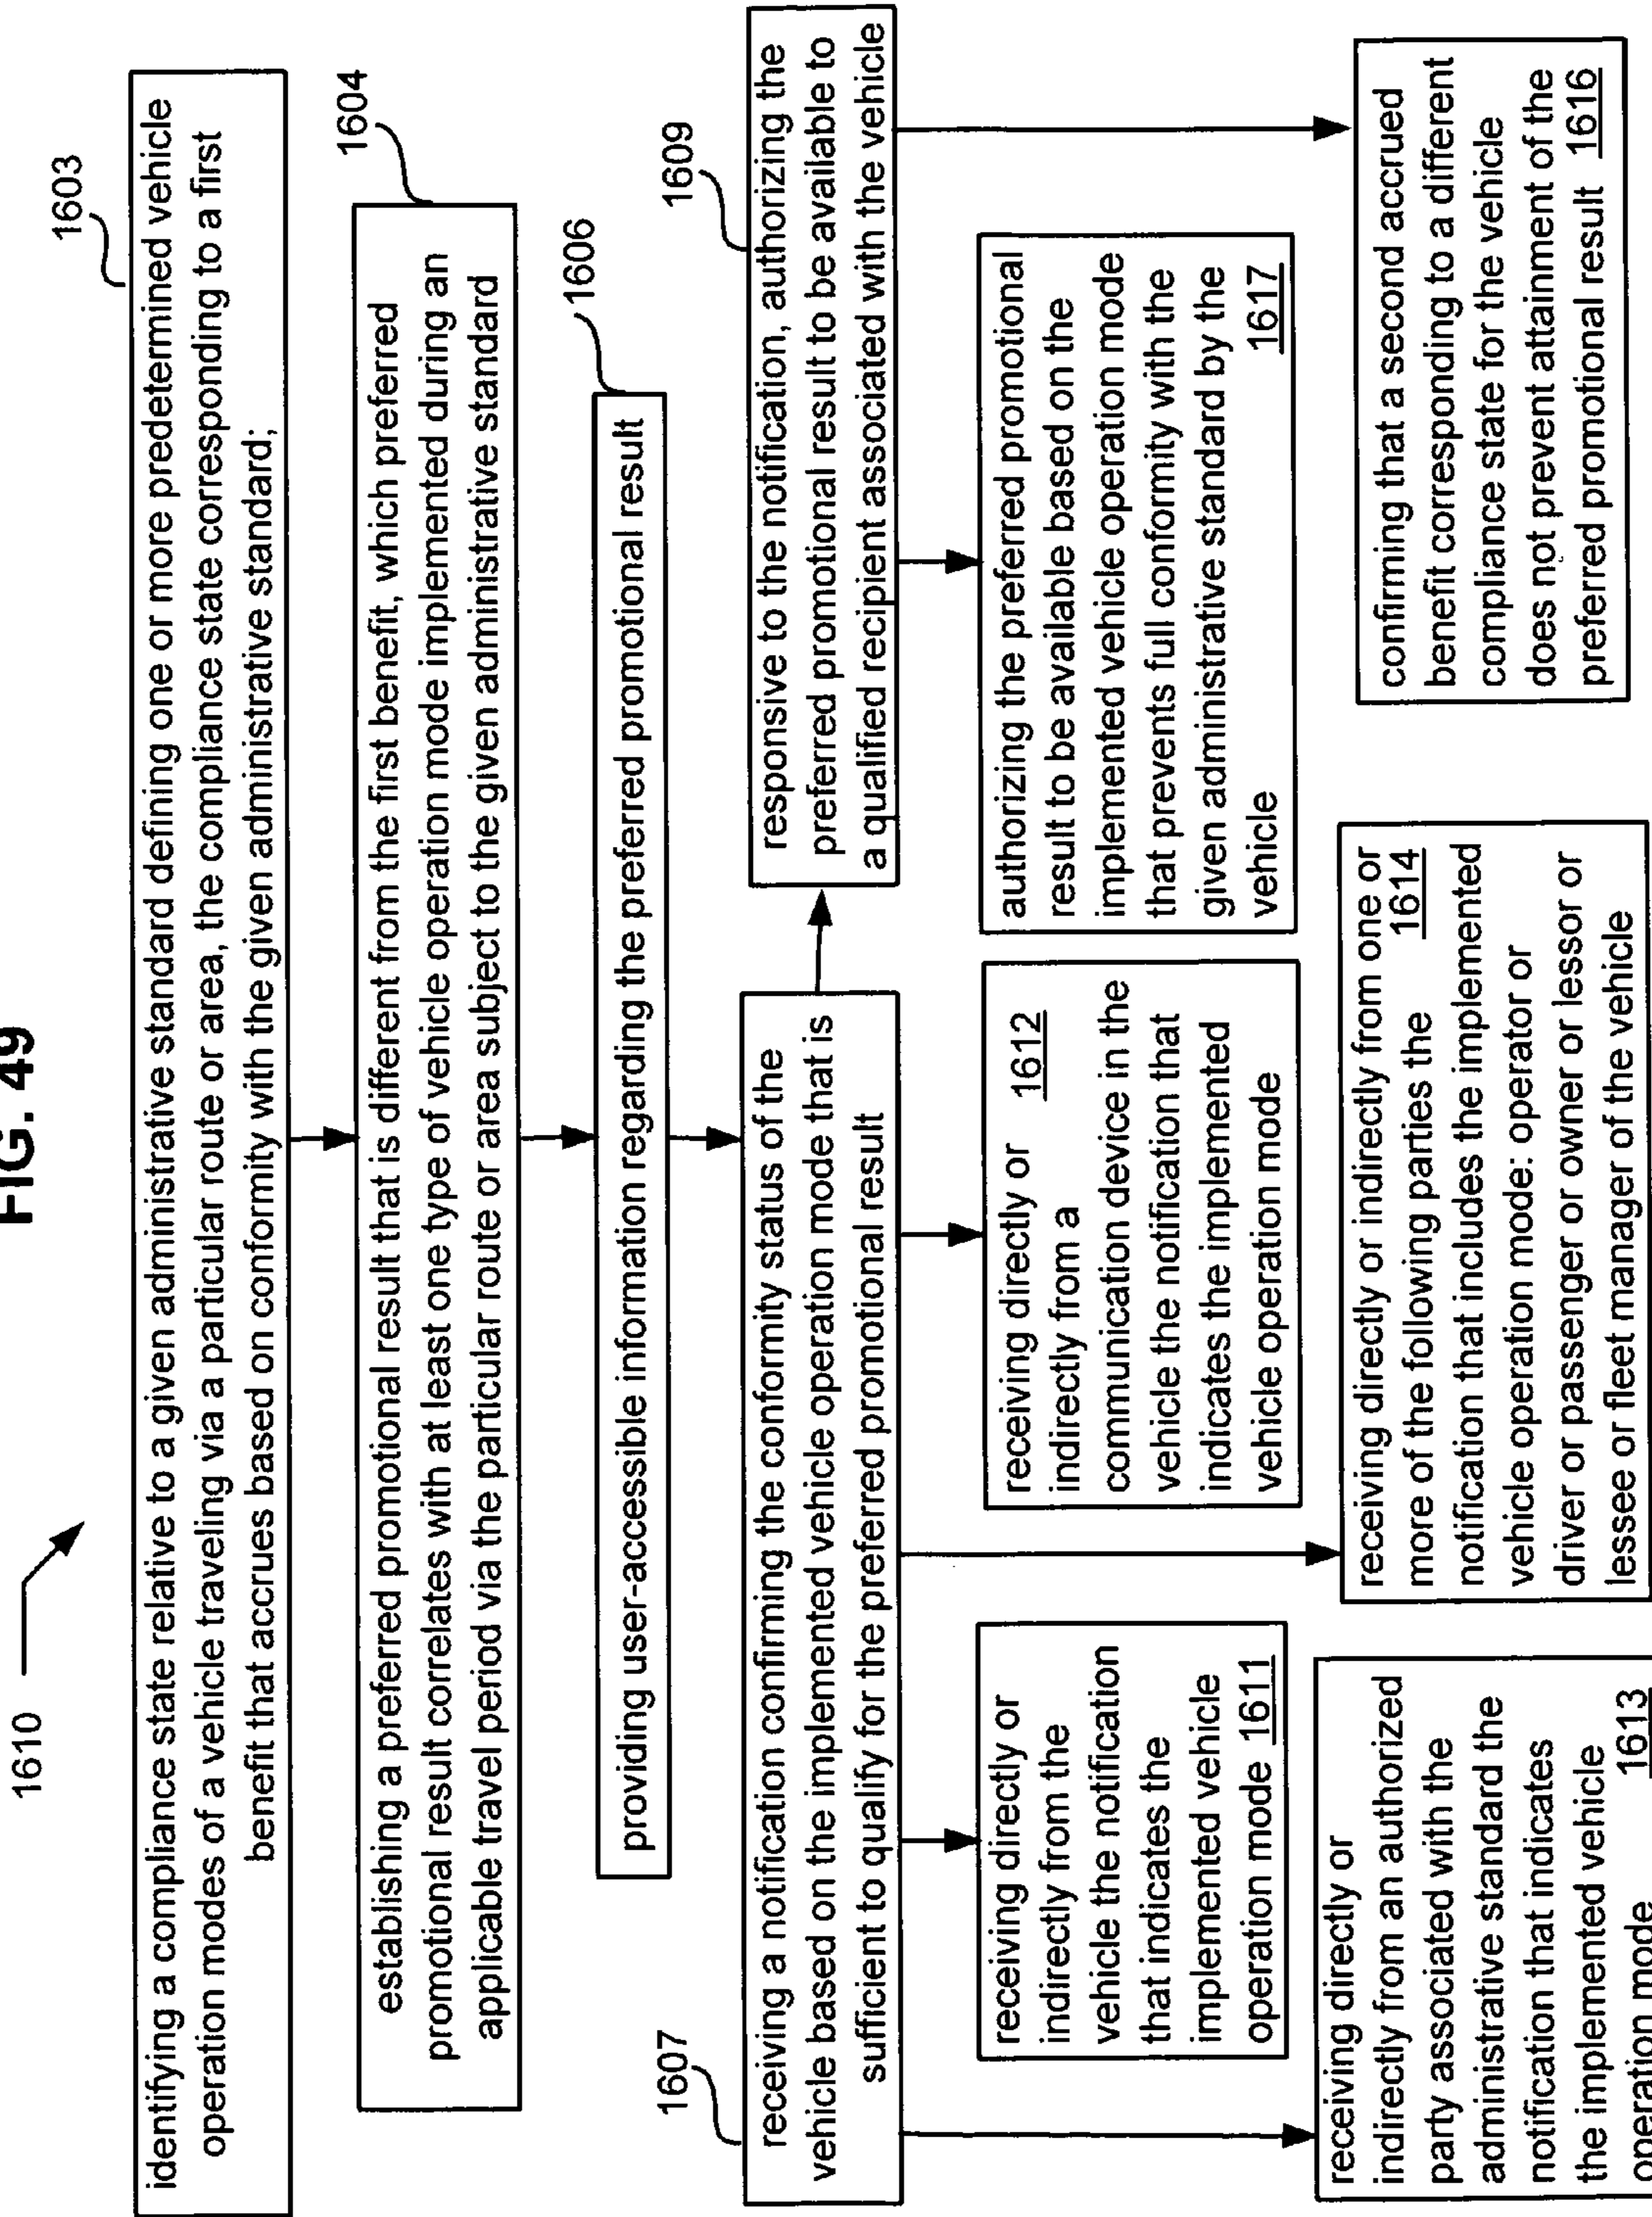 FIG. 49
1610
1603
identifying a compliance state relative to a given administrative standard defining one or more predetermined vehicle
operation modes of a vehicle traveling via a particular route or area, the compliance state corresponding to a first
benefit that accrues based on conformity with the given administrative standard;
1604
establishing a preferred promotional result that is different from the first benefit, which preferred
promotional result correlates with at least one type of vehicle operation mode implemented during an
applicable travel period via the particular route or area subject to the given administrative standard
1606
providing user-accessible information regarding the preferred promotional result
1607
receiving a notification confirming the conformity status of the
vehicle based on the implemented vehicle operation mode that is
sufficient to qualify for the preferred promotional result
1609
responsive to the notification, authorizing the
preferred promotional result to be available to
a qualified recipient associated with the vehicle
receiving directly or
indirectly from the
vehicle the notification
that indicates the
implemented vehicle
operation mode 1611
receiving directly or 1612
indirectly from a
communication device in the
vehicle the notification that
indicates the implemented
vehicle operation mode
authorizing the preferred promotional
result to be available based on the
implemented vehicle operation mode
that prevents full conformity with the
given administrative standard by the
vehicle 1617
receiving directly or
indirectly from an authorized
party associated with the
administrative standard the
notification that indicates
the implemented vehicle
operation mode 1613
receiving directly or indirectly from one or
more of the following parties the 1614
notification that includes the implemented
vehicle operation mode: operator or
driver or passenger or owner or lessor or
lessee or fleet manager of the vehicle
confirming that a second accrued
benefit corresponding to a different
compliance state for the vehicle
does not prevent attainment of the
preferred promotional result 1616